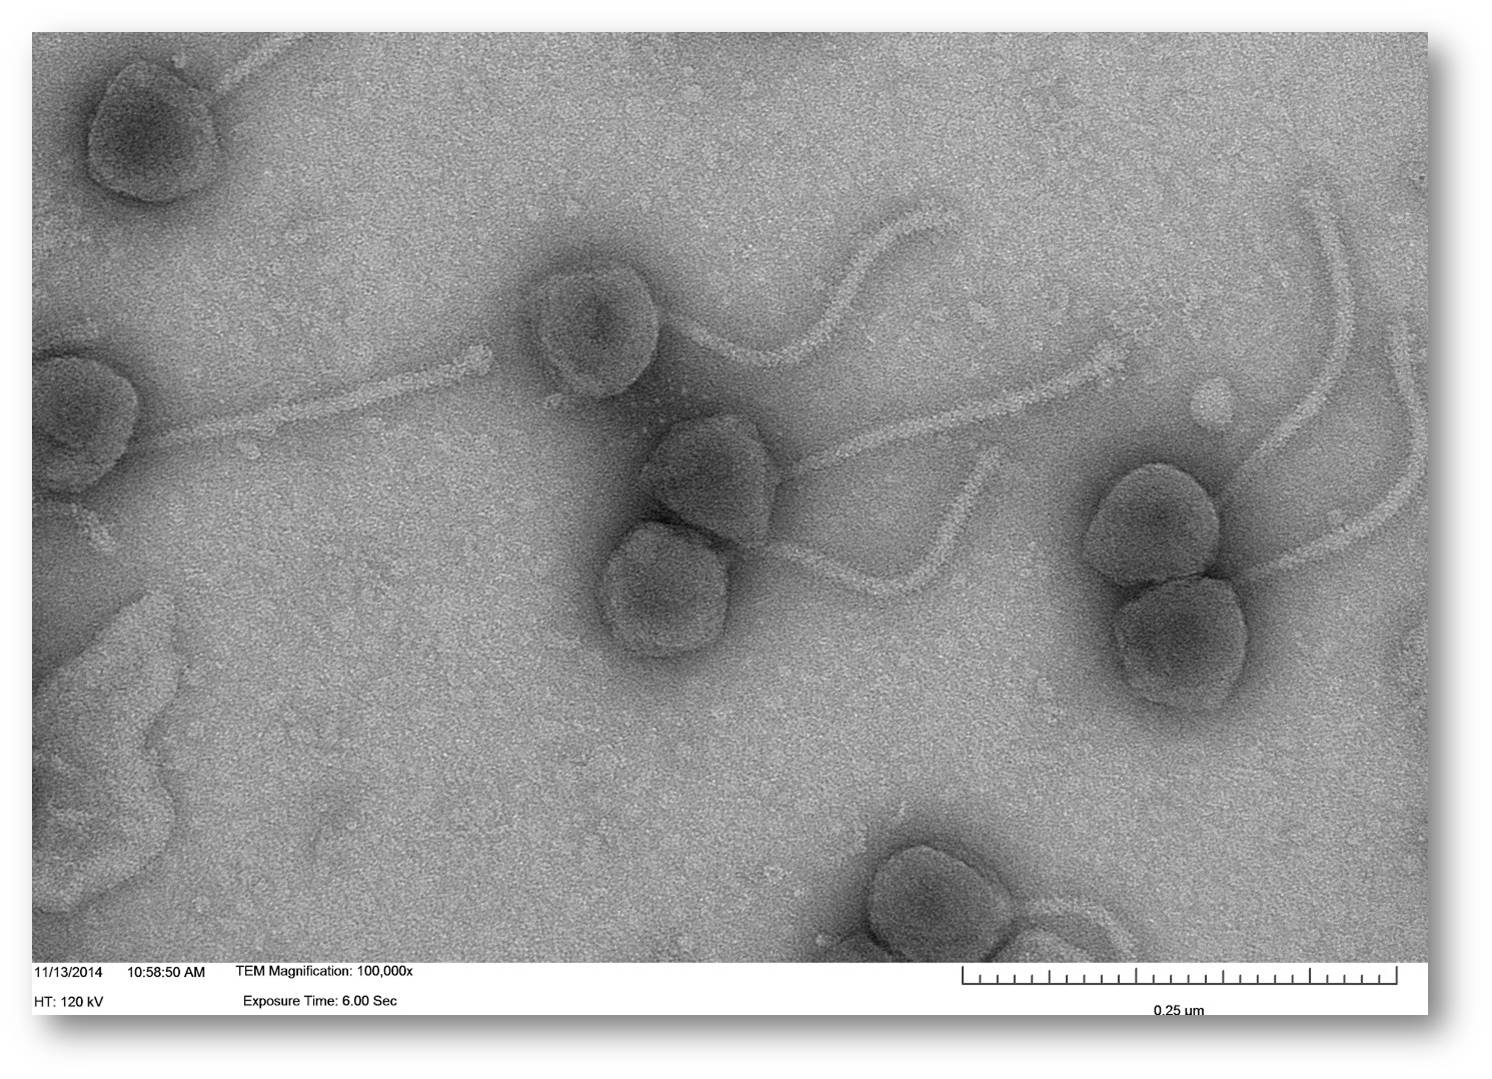 11/13/2014 10:58:50 AM TEM Magnification: 100,000x
HT: 120 kV Exposure Time: 6.00 Sec
0.25 um